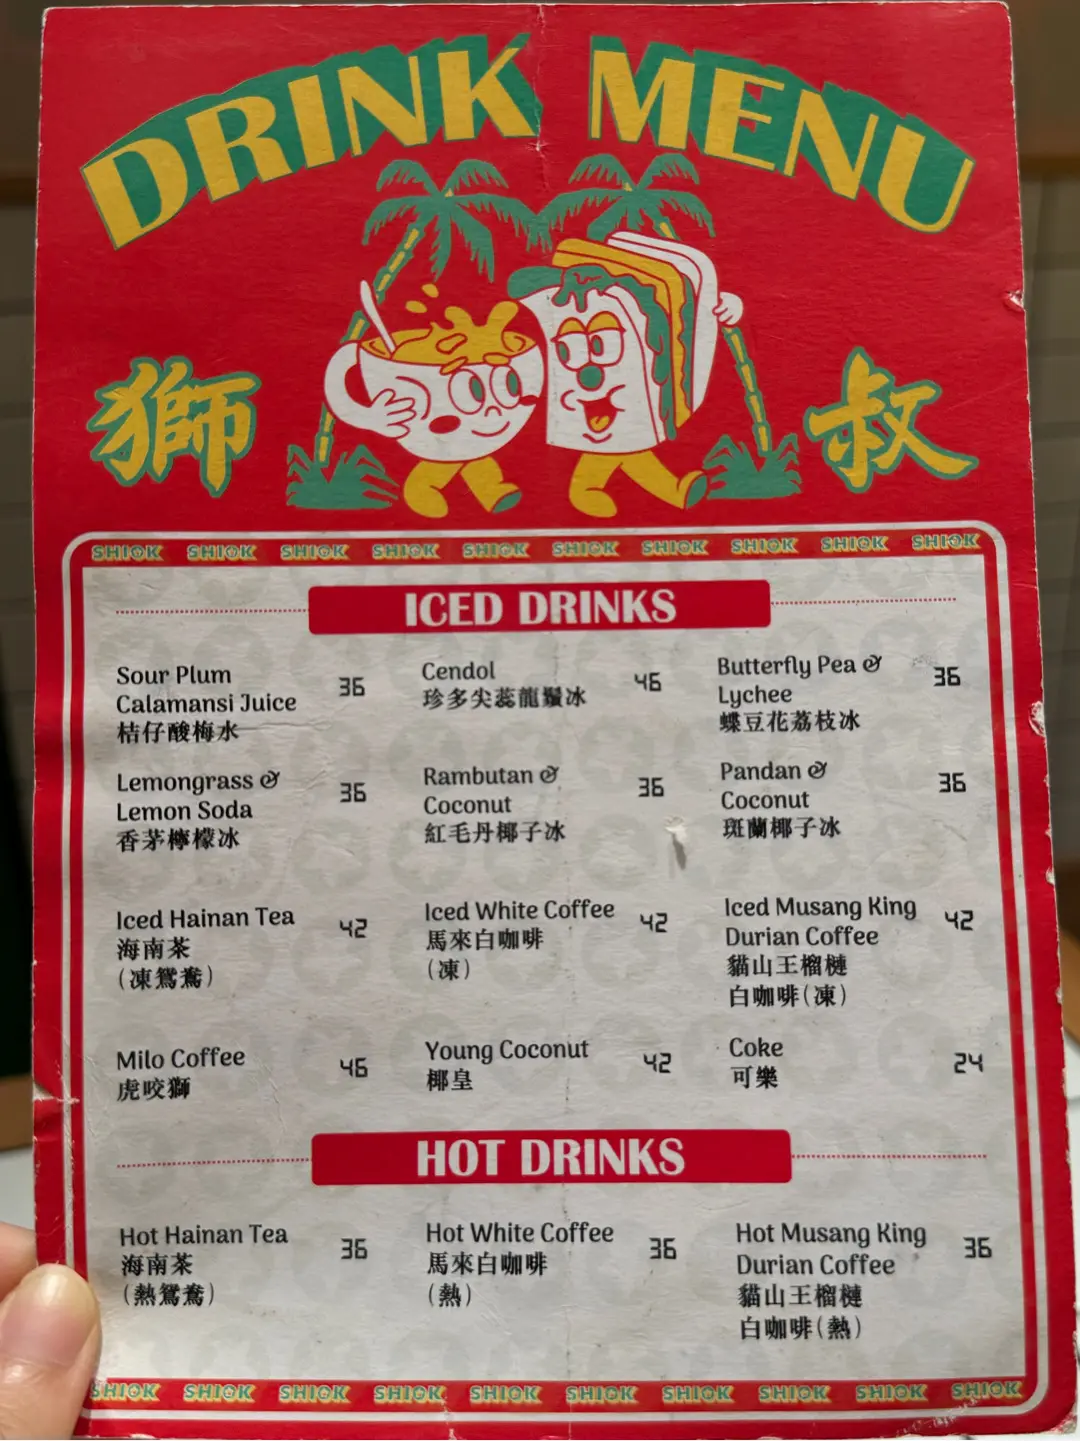 DRINK MENU
獅 叔
SHIOK SHIOK SHIOK SHIOK SHIOK SHIOK SHIOK SHIOK SHIOK SHIOK
ICED DRINKS
Sour Plum
Calamansi Juice 36
桔仔酸梅水
Cendol 46
珍多尖蕊龍鬚冰
Butterfly Pea & 36
Lychee
蝶豆花荔枝冰
Lemongrass & 36
Lemon Soda
香茅檸檬冰
Rambutan & 36
Coconut
紅毛丹椰子冰
Pandan & 36
Coconut
斑蘭椰子冰
Iced Hainan Tea 42
海南茶
(凍鴛鴦)
Iced White Coffee 42
馬來白咖啡
(凍)
Iced Musang King 42
Durian Coffee
貓山王榴槤
白咖啡(凍)
Milo Coffee 46
虎咬獅
Young Coconut 42
椰皇
Coke 24
可樂
HOT DRINKS
Hot Hainan Tea 36
海南茶
(熱鴛鴦)
Hot White Coffee 36
馬來白咖啡
(熱)
Hot Musang King 36
Durian Coffee
貓山王榴槤
白咖啡(熱)
SHIOK SHIOK SHIOK SHIOK SHIOK SHIOK SHIOK SHIOK SHIOK SHIOK